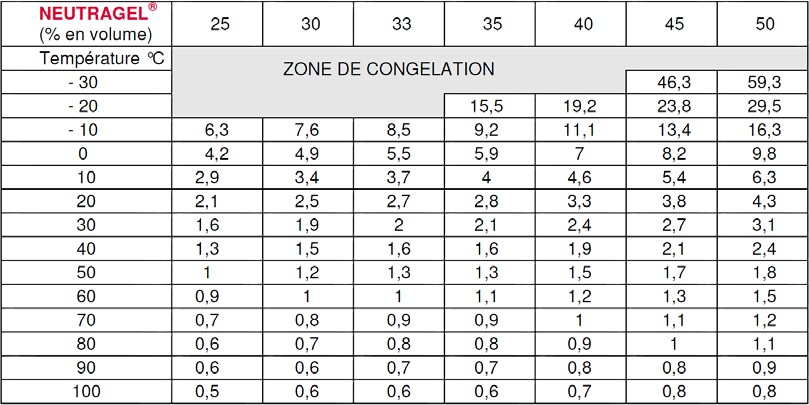 NEUTRAGEL® 25 30 33 35 40 45 50
(% en volume)
Température °C
ZONE DE CONGELATION
- 30 46,3 59,3
- 20 15,5 19,2 23,8 29,5
- 10 6,3 7,6 8,5 9,2 11,1 13,4 16,3
0 4,2 4,9 5,5 5,9 7 8,2 9,8
10 2,9 3,4 3,7 4 4,6 5,4 6,3
20 2,1 2,5 2,7 2,8 3,3 3,8 4,3
30 1,6 1,9 2 2,1 2,4 2,7 3,1
40 1,3 1,5 1,6 1,6 1,9 2,1 2,4
50 1 1,2 1,3 1,3 1,5 1,7 1,8
60 0,9 1 1 1,1 1,2 1,3 1,5
70 0,7 0,8 0,9 0,9 1 1,1 1,2
80 0,6 0,7 0,8 0,8 0,9 1 1,1
90 0,6 0,6 0,7 0,7 0,8 0,8 0,9
100 0,5 0,6 0,6 0,6 0,7 0,8 0,8